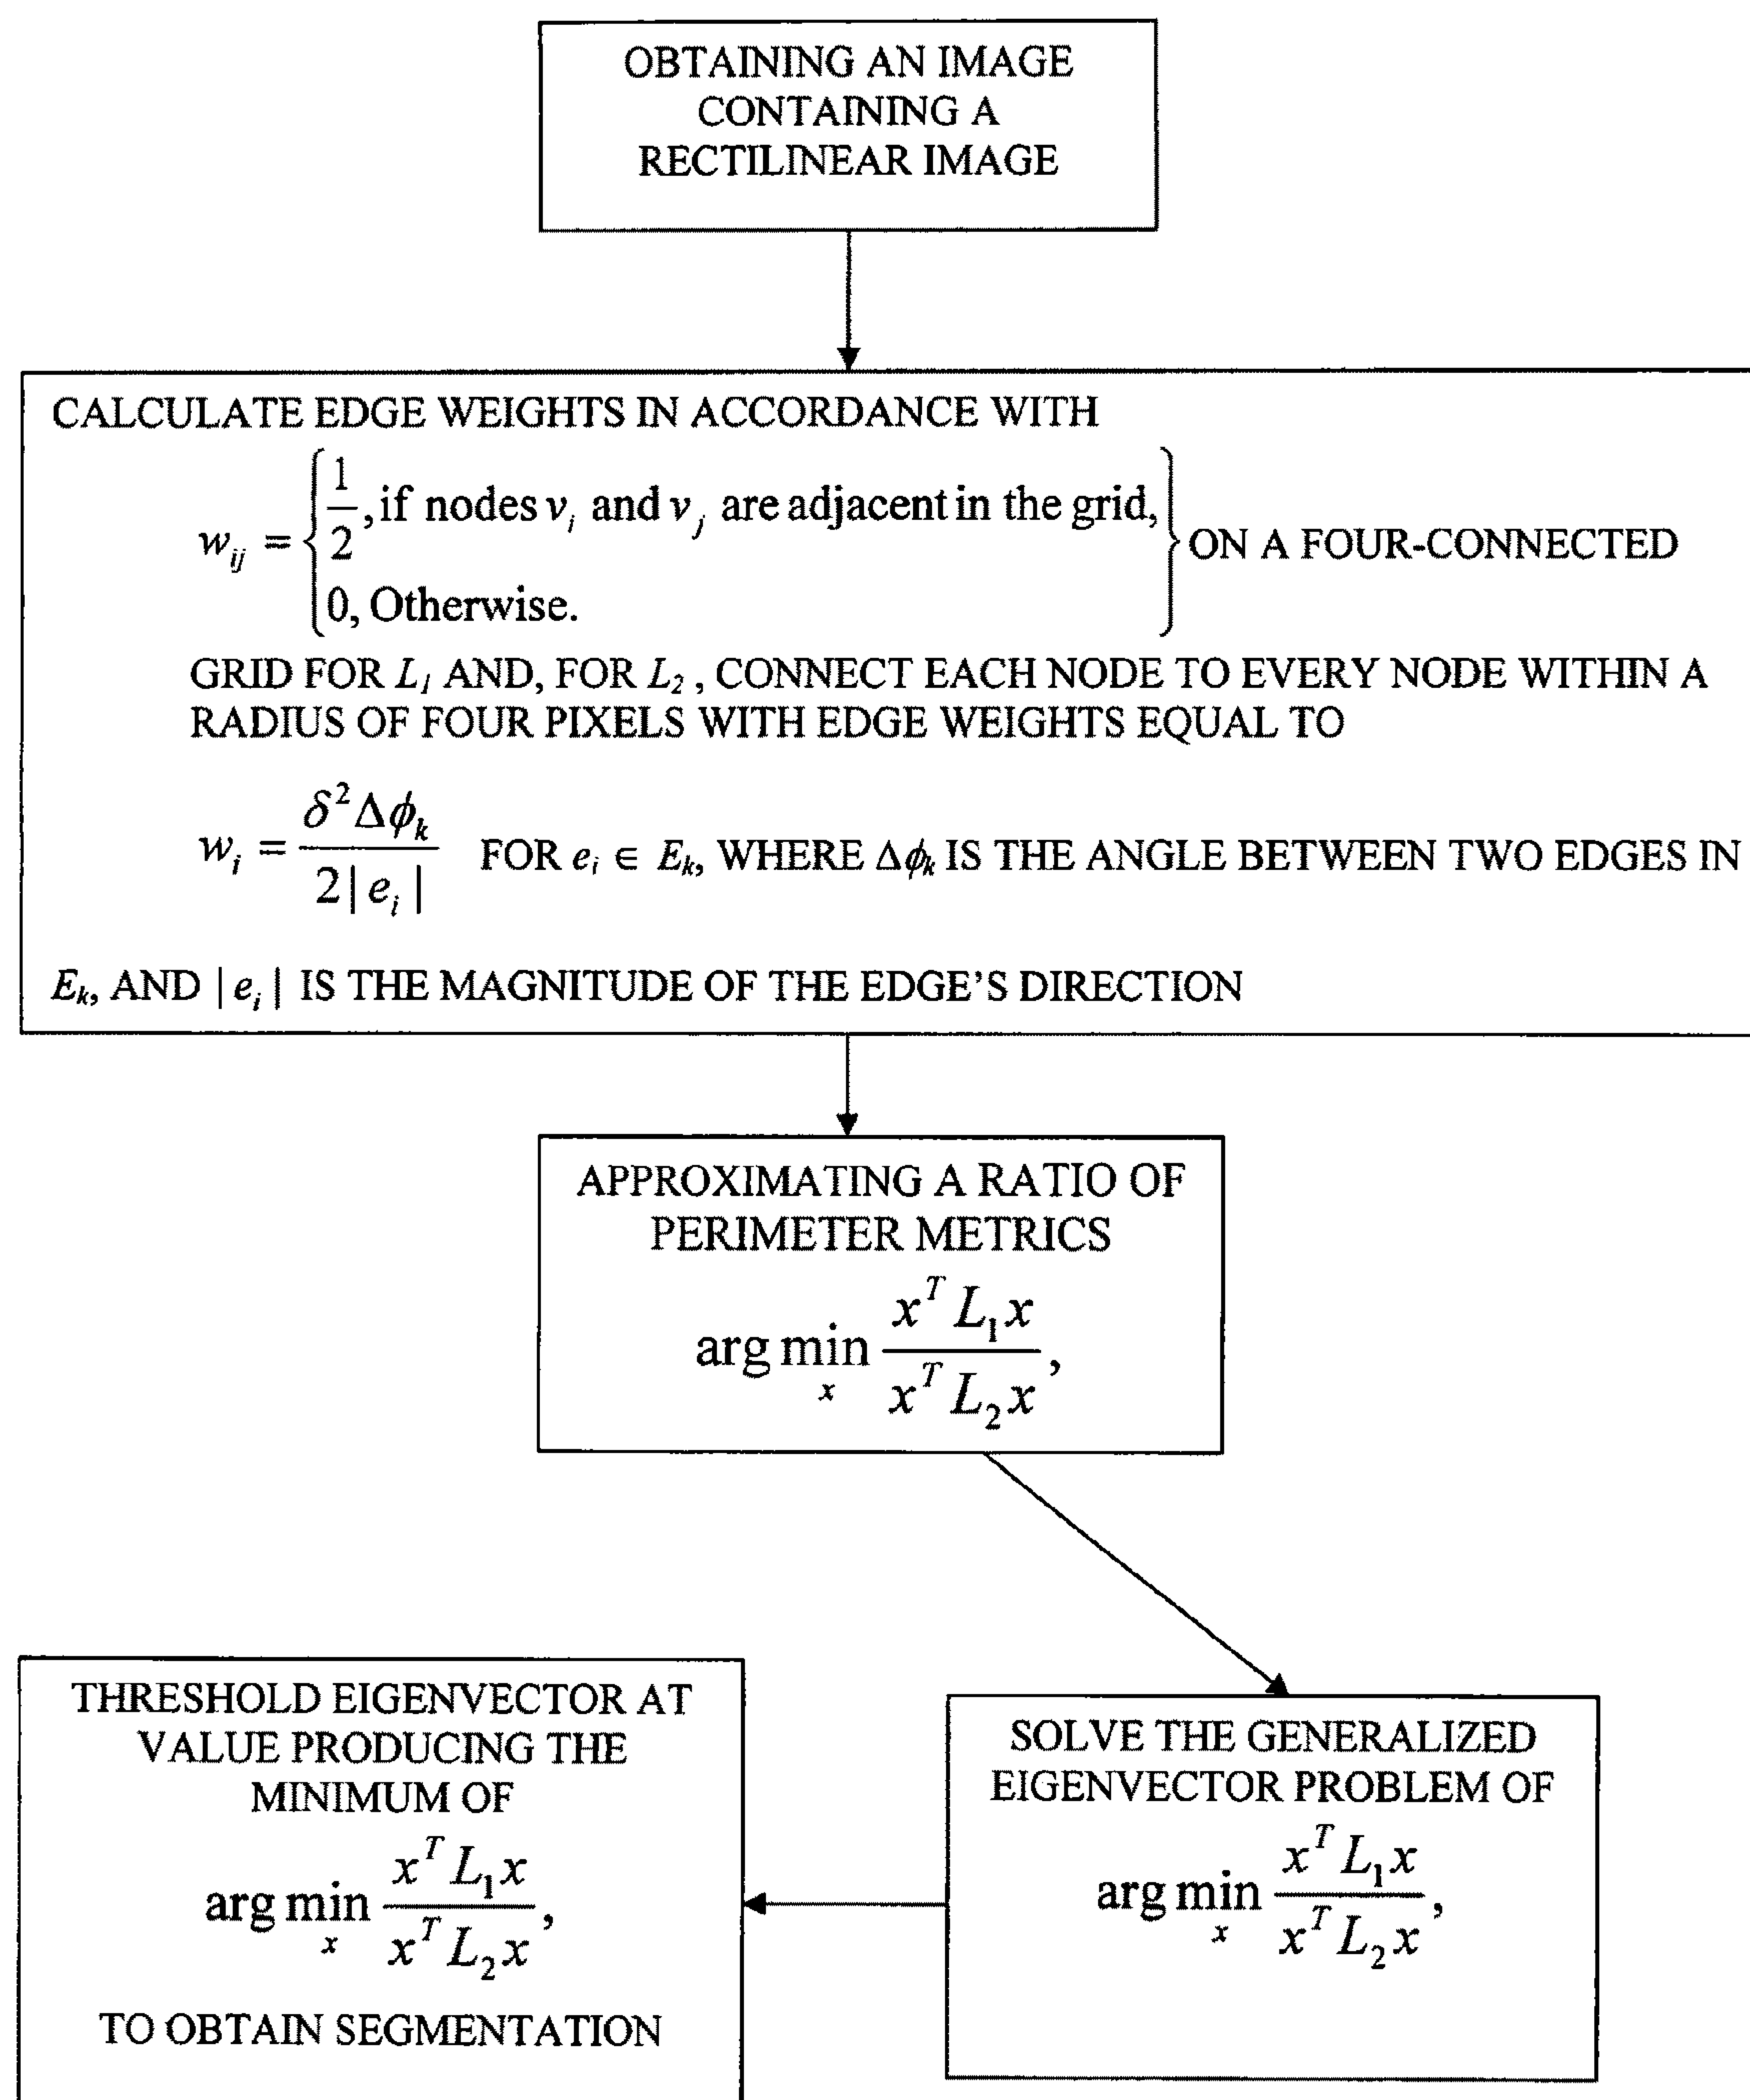 OBTAINING AN IMAGE
CONTAINING A
RECTILINEAR IMAGE
CALCULATE EDGE WEIGHTS IN ACCORDANCE WITH
w_{ij} = { 1/2, if nodes v_i and v_j are adjacent in the grid, } ON A FOUR-CONNECTED
0, Otherwise.
GRID FOR L_1 AND, FOR L_2 , CONNECT EACH NODE TO EVERY NODE WITHIN A
RADIUS OF FOUR PIXELS WITH EDGE WEIGHTS EQUAL TO
w_i = δ^2 Δϕ_k / 2|e_i| FOR e_i ∈ E_k, WHERE Δϕ_k IS THE ANGLE BETWEEN TWO EDGES IN
E_k, AND |e_i| IS THE MAGNITUDE OF THE EDGE'S DIRECTION
APPROXIMATING A RATIO OF
PERIMETER METRICS
arg min_x x^T L_1 x / x^T L_2 x,
THRESHOLD EIGENVECTOR AT
VALUE PRODUCING THE
MINIMUM OF
arg min_x x^T L_1 x / x^T L_2 x,
TO OBTAIN SEGMENTATION
SOLVE THE GENERALIZED
EIGENVECTOR PROBLEM OF
arg min_x x^T L_1 x / x^T L_2 x,